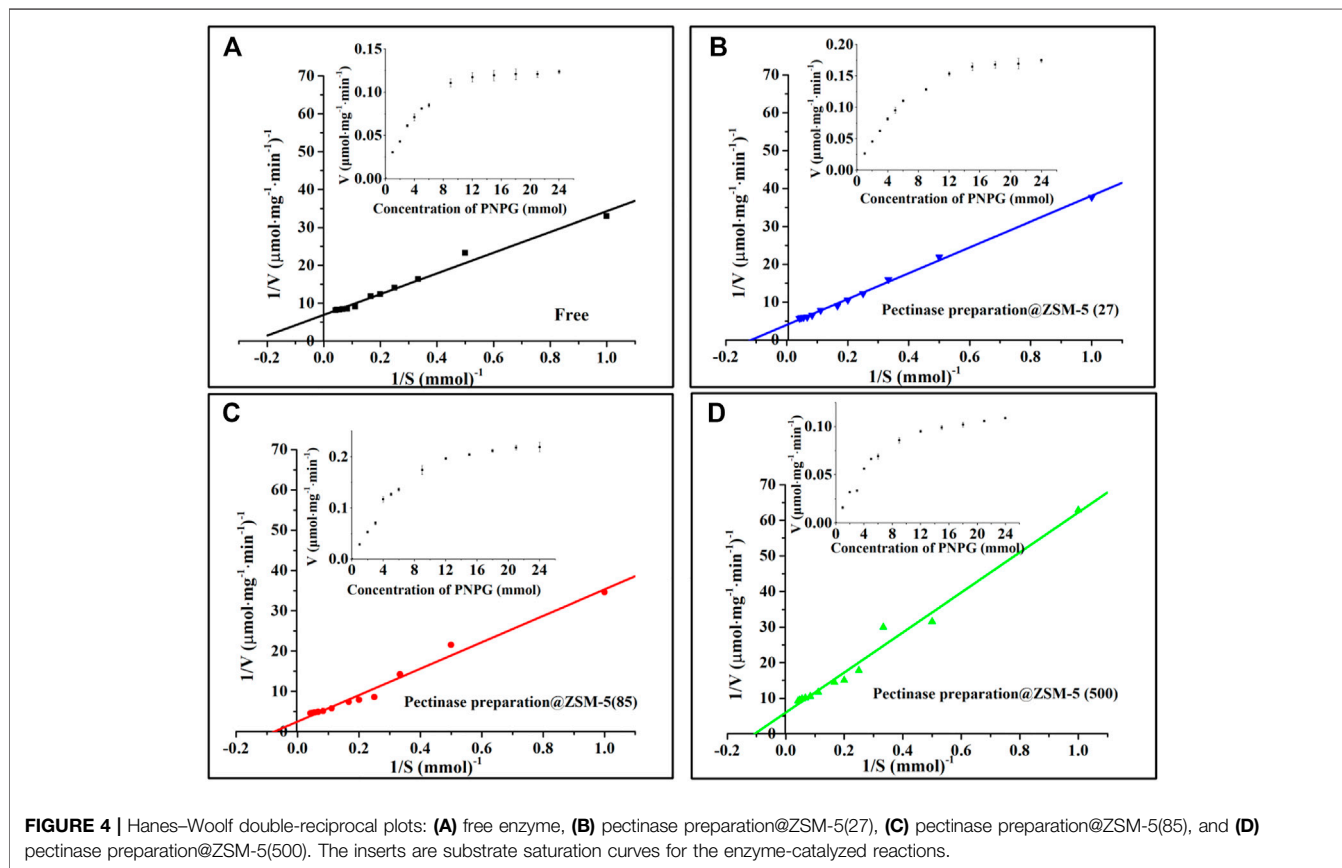 A
0.15
0.10
0.05
0.00
V (μmol·mg⁻¹·min⁻¹)
0 4 8 12 16 20 24
Concentration of PNPG (mmol)
70
60
50
40
30
20
10
0
1/V (μmol·mg⁻¹·min⁻¹)⁻¹
Free
-0.2 0.0 0.2 0.4 0.6 0.8 1.0
1/S (mmol)⁻¹
B
0.20
0.15
0.10
0.05
0.00
V (μmol·mg⁻¹·min⁻¹)
0 4 8 12 16 20 24
Concentration of PNPG (mmol)
70
60
50
40
30
20
10
0
1/V (μmol·mg⁻¹·min⁻¹)⁻¹
Pectinase preparation@ZSM-5 (27)
-0.2 0.0 0.2 0.4 0.6 0.8 1.0
1/S (mmol)⁻¹
C
0.2
0.1
0.0
V (μmol·mg⁻¹·min⁻¹)
0 4 8 12 16 20 24
Concentration of PNPG (mmol)
70
60
50
40
30
20
10
0
1/V (μmol·mg⁻¹·min⁻¹)⁻¹
Pectinase preparation@ZSM-5(85)
-0.2 0.0 0.2 0.4 0.6 0.8 1.0
1/S (mmol)⁻¹
D
0.10
0.05
0.00
V (μmol·mg⁻¹·min⁻¹)
0 4 8 12 16 20 24
Concentration of PNPG (mmol)
70
60
50
40
30
20
10
0
1/V (μmol·mg⁻¹·min⁻¹)⁻¹
Pectinase preparation@ZSM-5 (500)
-0.2 0.0 0.2 0.4 0.6 0.8 1.0
1/S (mmol)⁻¹
FIGURE 4 | Hanes–Woolf double-reciprocal plots: (A) free enzyme, (B) pectinase preparation@ZSM-5(27), (C) pectinase preparation@ZSM-5(85), and (D)
pectinase preparation@ZSM-5(500). The inserts are substrate saturation curves for the enzyme-catalyzed reactions.